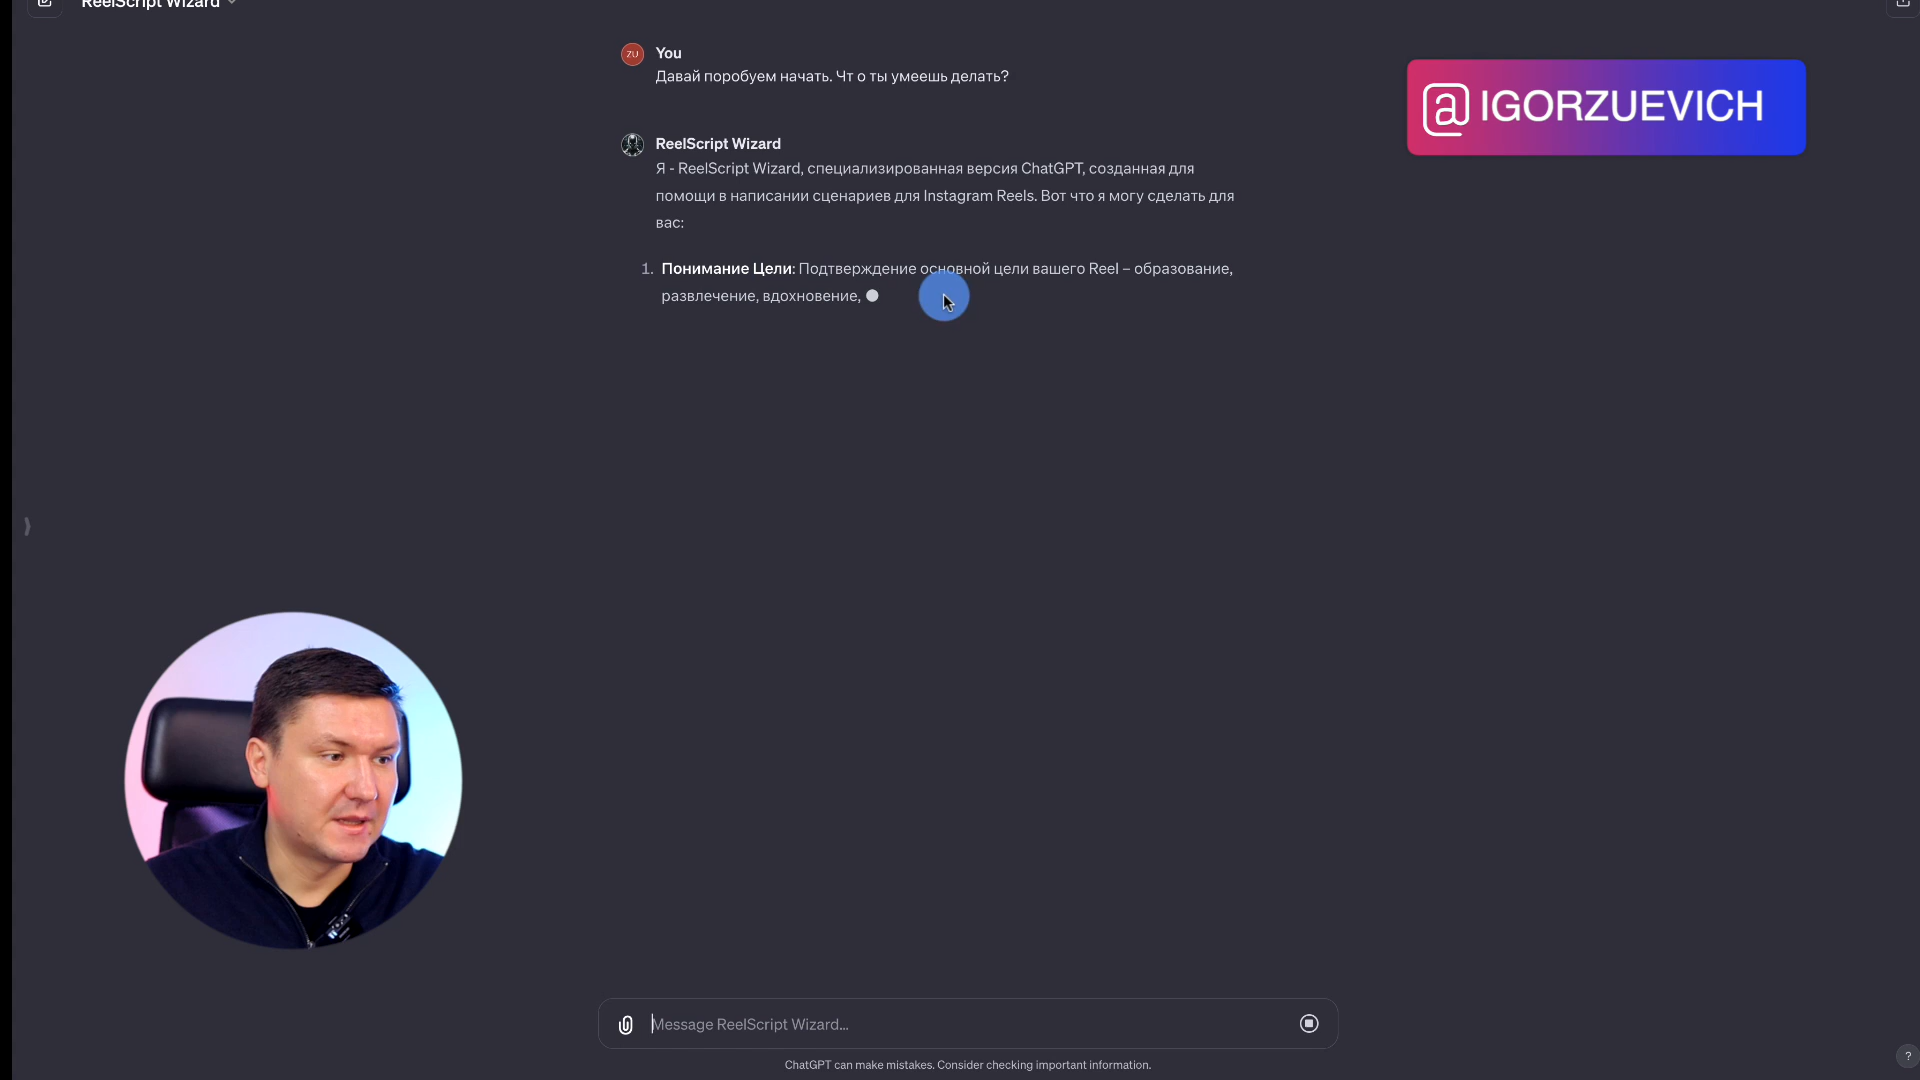 ReelScript Wizard
ZU
You
Давай поробуем начать. Чт о ты умеешь делать?
@IGORZUEVICH
ReelScript Wizard
Я - ReelScript Wizard, специализированная версия ChatGPT, созданная для
помощи в написании сценариев для Instagram Reels. Вот что я могу сделать для
вас:
1. Понимание Цели: Подтверждение основной цели вашего Reel – образование,
развлечение, вдохновение,
Message ReelScript Wizard...
ChatGPT can make mistakes. Consider checking important information.
?